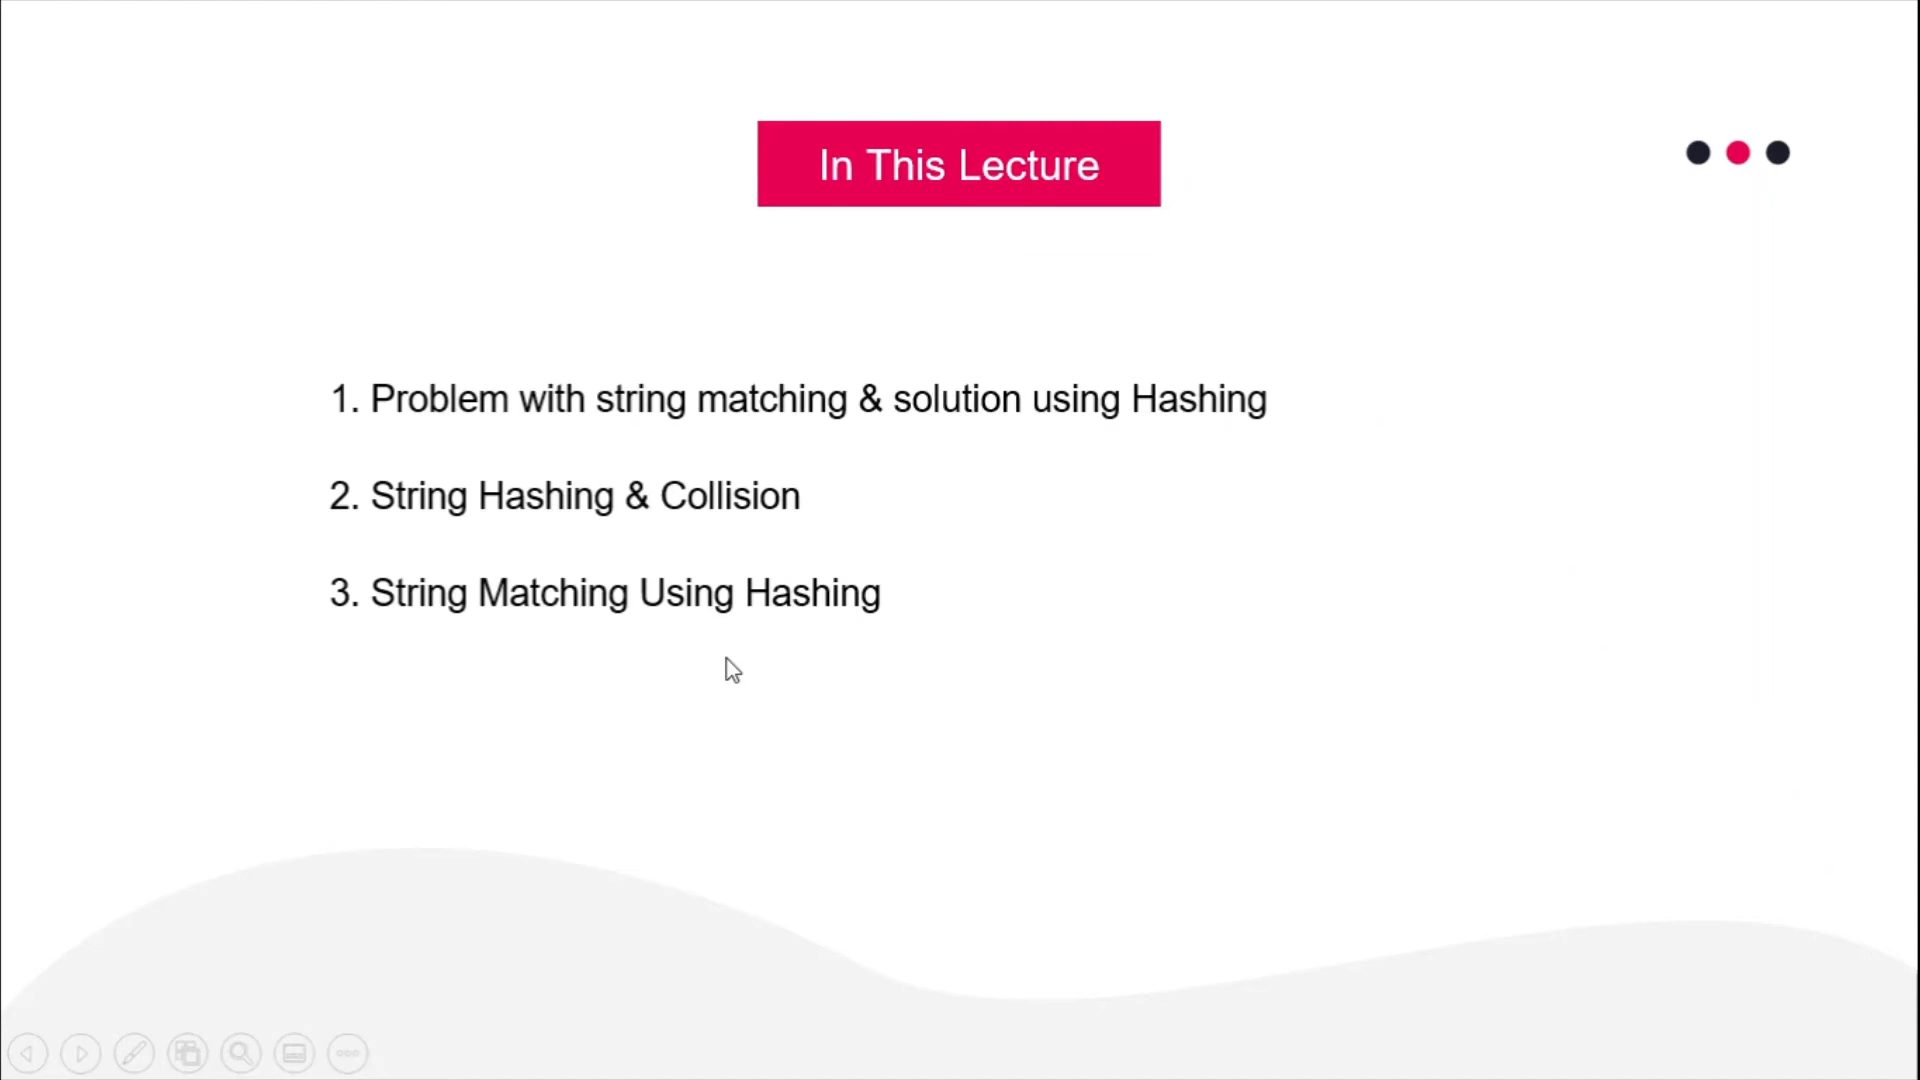 In This Lecture
1. Problem with string matching & solution using Hashing
2. String Hashing & Collision
3. String Matching Using Hashing